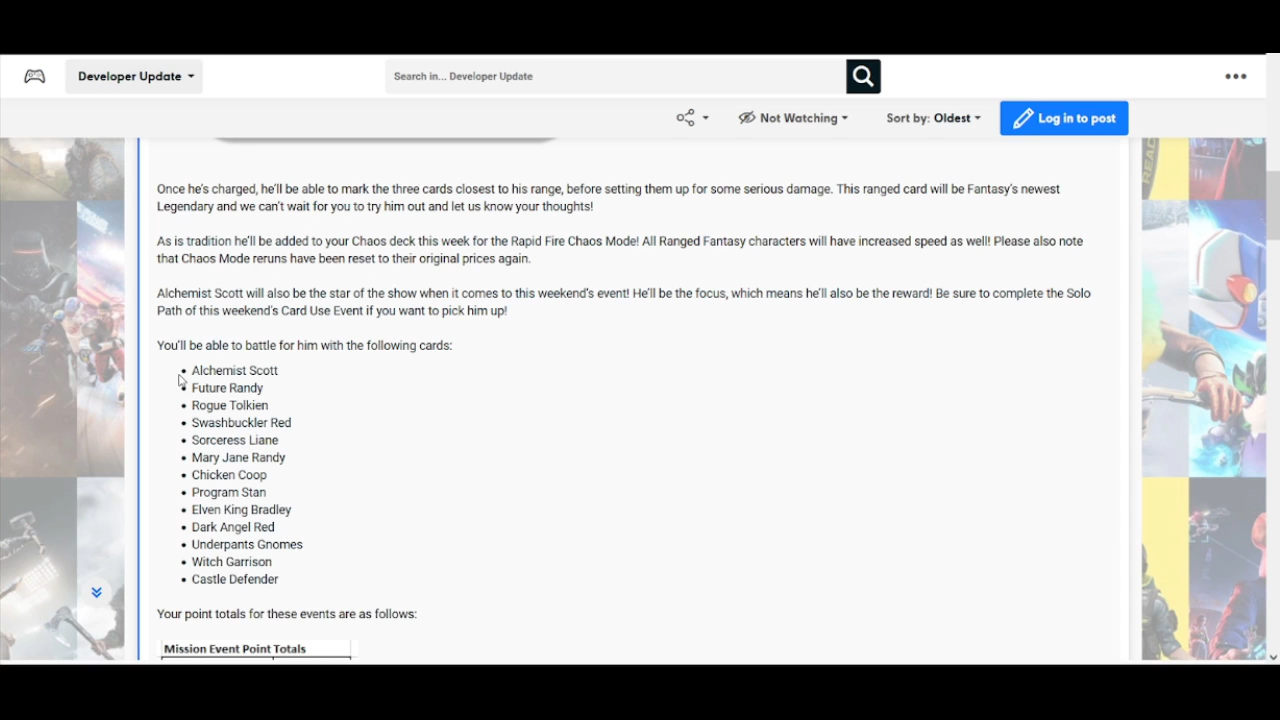 Developer Update
Search in... Developer Update
Not Watching
Sort by: Oldest
Log in to post
Once he's charged, he'll be able to mark the three cards closest to his range, before setting them up for some serious damage. This ranged card will be Fantasy's newest
Legendary and we can't wait for you to try him out and let us know your thoughts!
As is tradition he'll be added to your Chaos deck this week for the Rapid Fire Chaos Mode! All Ranged Fantasy characters will have increased speed as well! Please also note
that Chaos Mode reruns have been reset to their original prices again.
Alchemist Scott will also be the star of the show when it comes to this weekend's event! He'll be the focus, which means he'll also be the reward! Be sure to complete the Solo
Path of this weekend's Card Use Event if you want to pick him up!
You'll be able to battle for him with the following cards:
• Alchemist Scott
• Future Randy
• Rogue Tolkien
• Swashbuckler Red
• Sorceress Liane
• Mary Jane Randy
• Chicken Coop
• Program Stan
• Elven King Bradley
• Dark Angel Red
• Underpants Gnomes
• Witch Garrison
• Castle Defender
Your point totals for these events are as follows:
Mission Event Point Totals